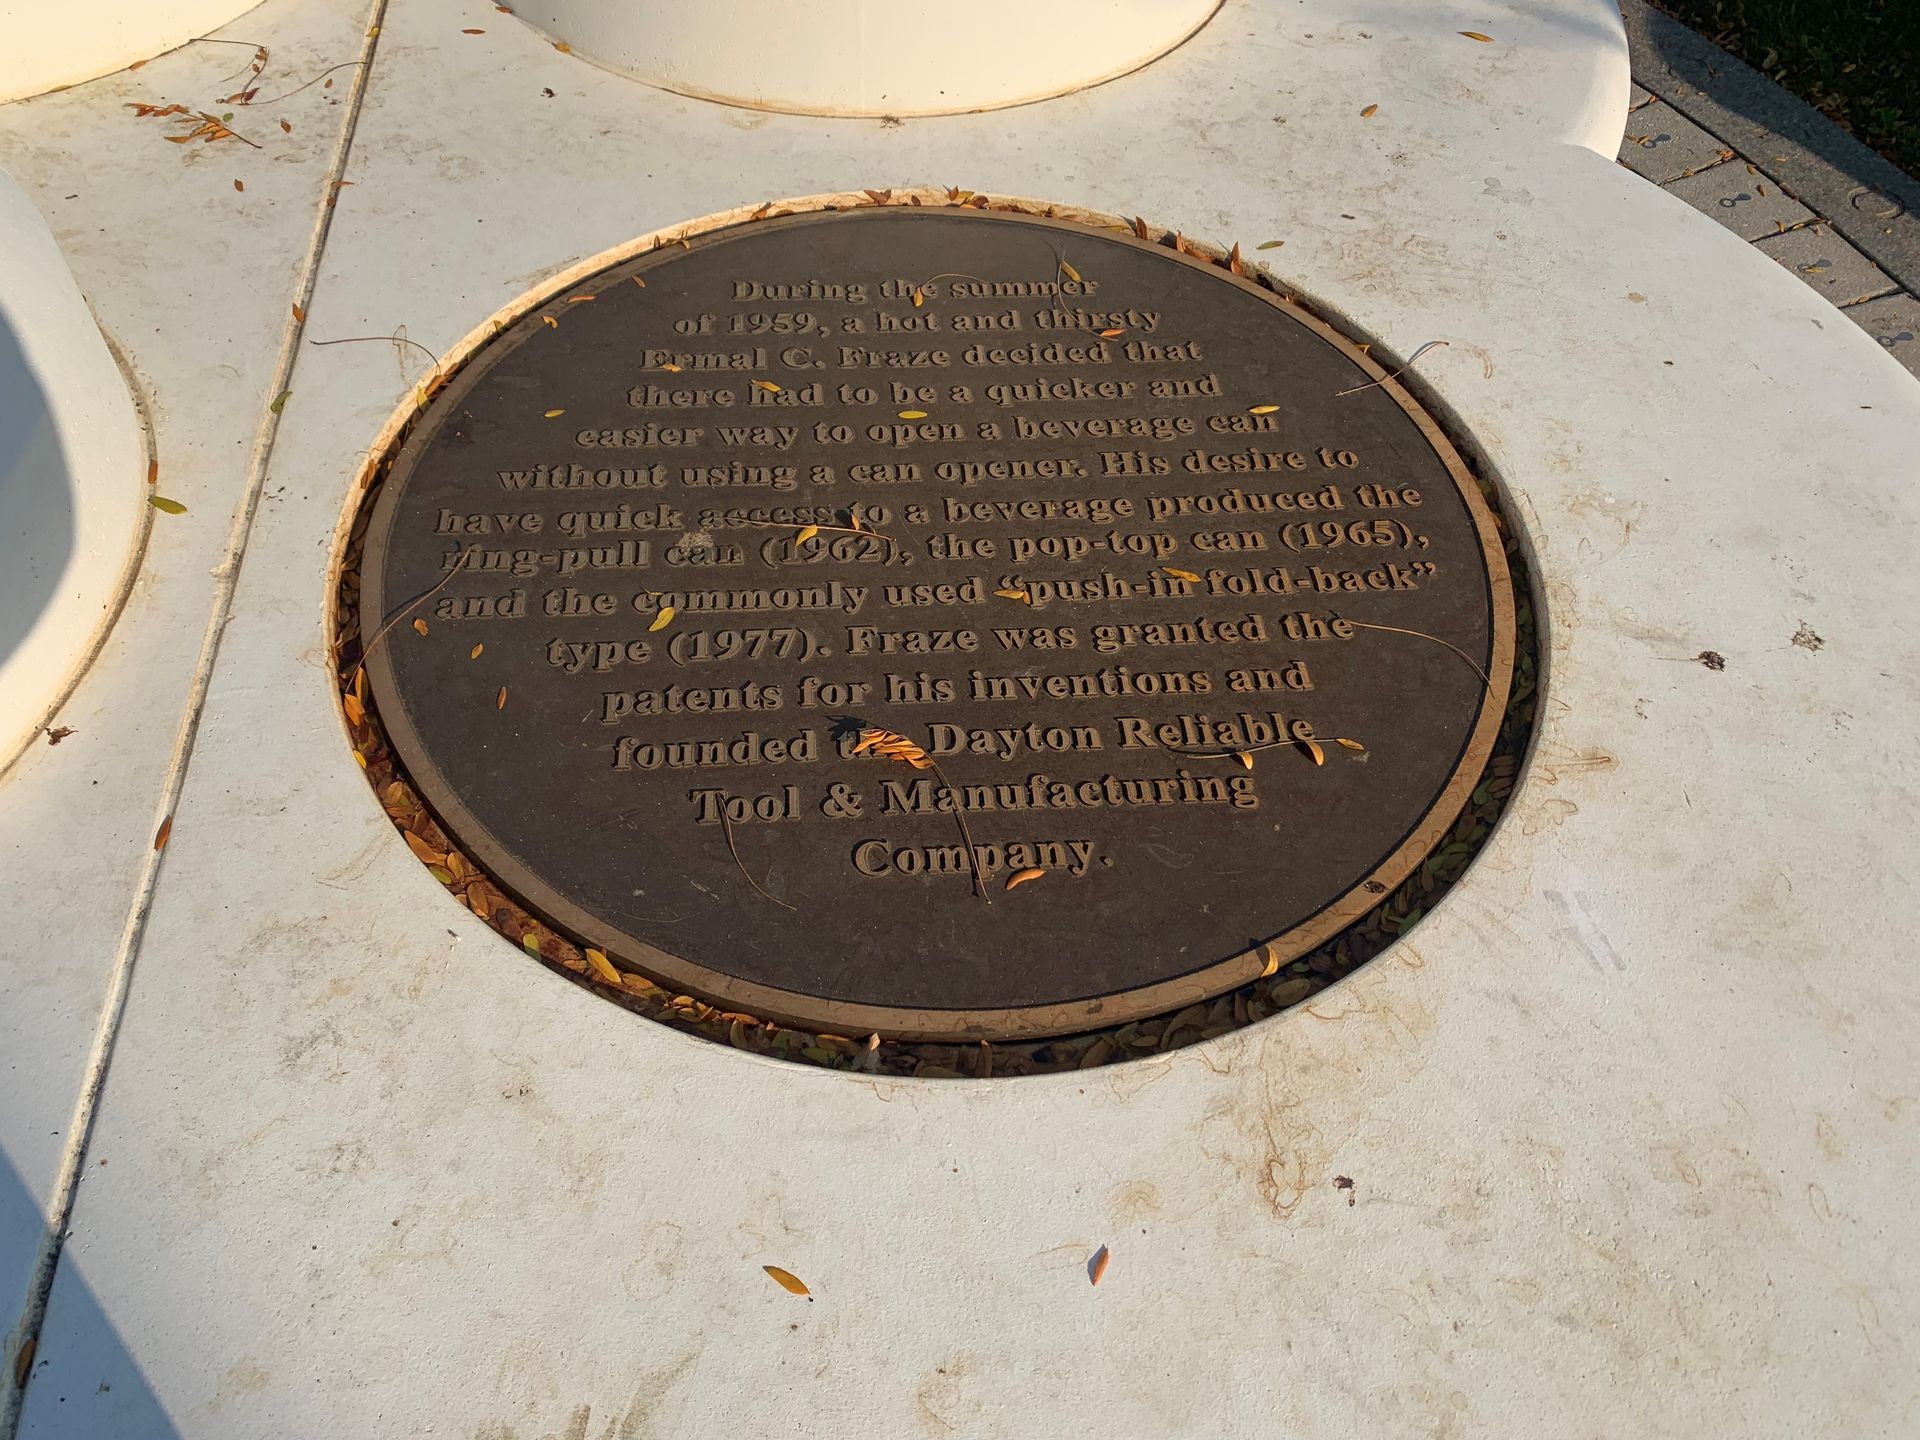 During the summer
of 1959, a hot and thirsty
Ermal C. Fraze decided that
there had to be a quicker and
easier way to open a beverage can
without using a can opener. His desire to
have quick access to a beverage produced the
ring-pull can (1962), the pop-top can (1965),
and the commonly used “push-in fold-back”
type (1977). Fraze was granted the
patents for his inventions and
founded the Dayton Reliable
Tool & Manufacturing
Company.